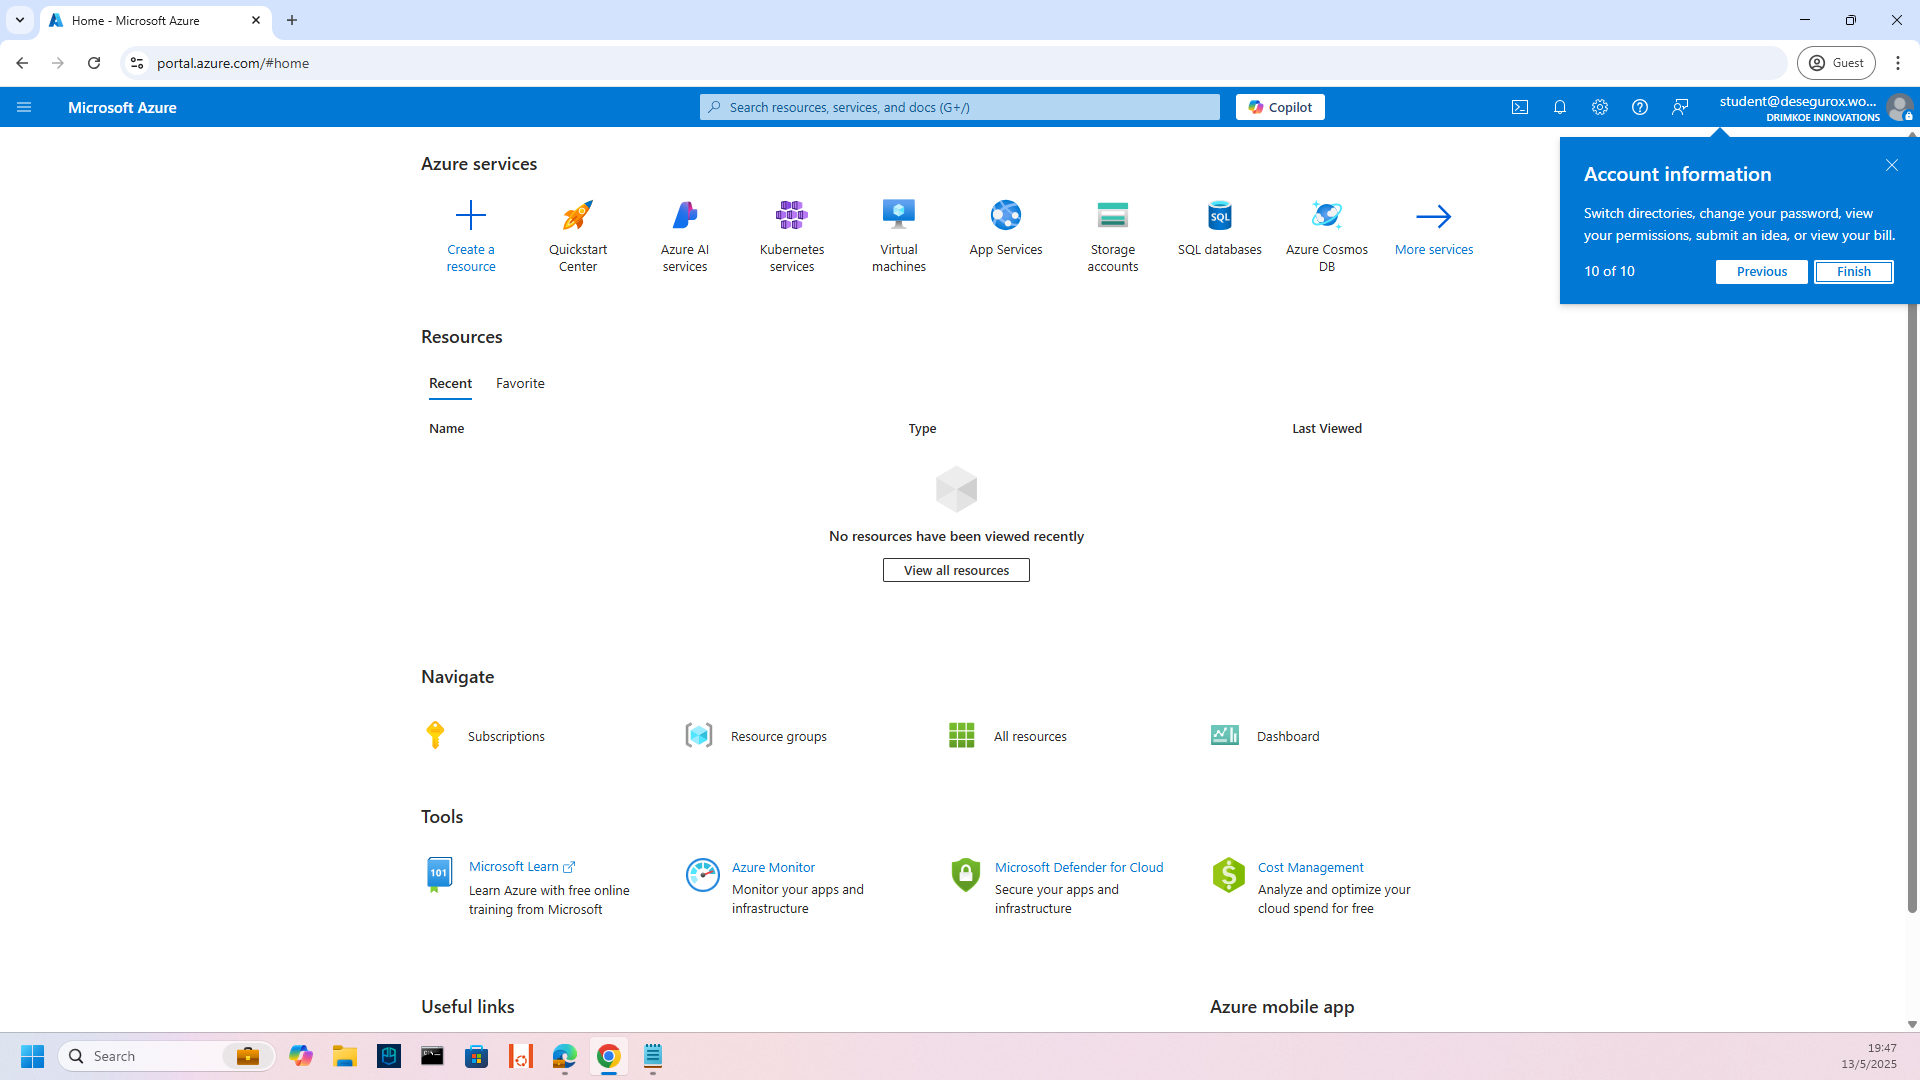 Home - Microsoft Azure
portal.azure.com/#home
Guest
Microsoft Azure
Search resources, services, and docs (G+/)
Copilot
student@desegurox.wo...
DRIMKOE INNOVATIONS
Account information
Switch directories, change your password, view
your permissions, submit an idea, or view your bill.
10 of 10
Previous
Finish
Azure services
Create a
resource
Quickstart
Center
Azure AI
services
Kubernetes
services
Virtual
machines
App Services
Storage
accounts
SQL
SQL databases
Azure Cosmos
DB
More services
Resources
Recent
Favorite
Name
Type
Last Viewed
No resources have been viewed recently
View all resources
Navigate
Subscriptions
Resource groups
All resources
Dashboard
Tools
101
Microsoft Learn
Learn Azure with free online
training from Microsoft
Azure Monitor
Monitor your apps and
infrastructure
Microsoft Defender for Cloud
Secure your apps and
infrastructure
Cost Management
Analyze and optimize your
cloud spend for free
Useful links
Azure mobile app
Search
19:47
13/5/2025